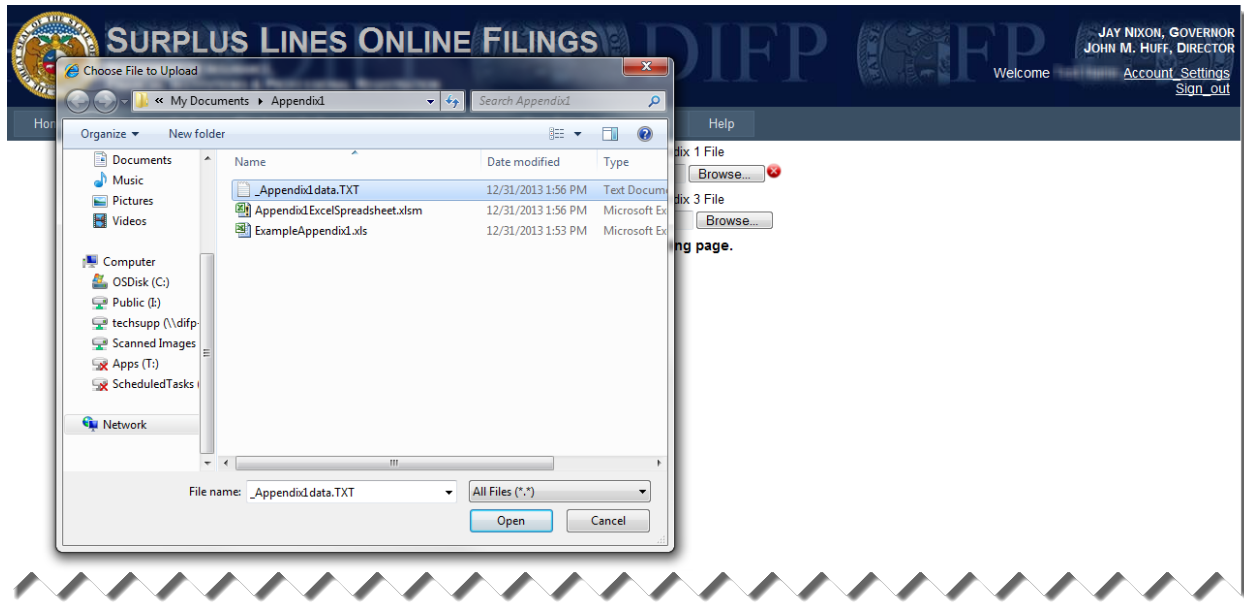 SURPLUS LINES ONLINE FILINGS
DIFP
JAY NIXON, GOVERNOR
JOHN M. HUFF, DIRECTOR
Welcome
Account_Settings
Sign_out
Choose File to Upload
« My Documents ▸ Appendix1
Search Appendix1
Hor
Help
Organize
New folder
Documents
Music
Pictures
Videos
Computer
OSDisk (C:)
Public (I:)
techsupp (\\difp-
Scanned Images
Apps (T:)
ScheduledTasks (
Network
Name
Date modified
Type
_Appendix1data.TXT
12/31/2013 1:56 PM
Text Docum
Appendix1ExcelSpreadsheet.xlsm
12/31/2013 1:56 PM
Microsoft Ex
ExampleAppendix1.xls
12/31/2013 1:53 PM
Microsoft Ex
dix 1 File
Browse...
dix 3 File
Browse...
ng page.
File name:
_Appendix1data.TXT
All Files (*.*)
Open
Cancel